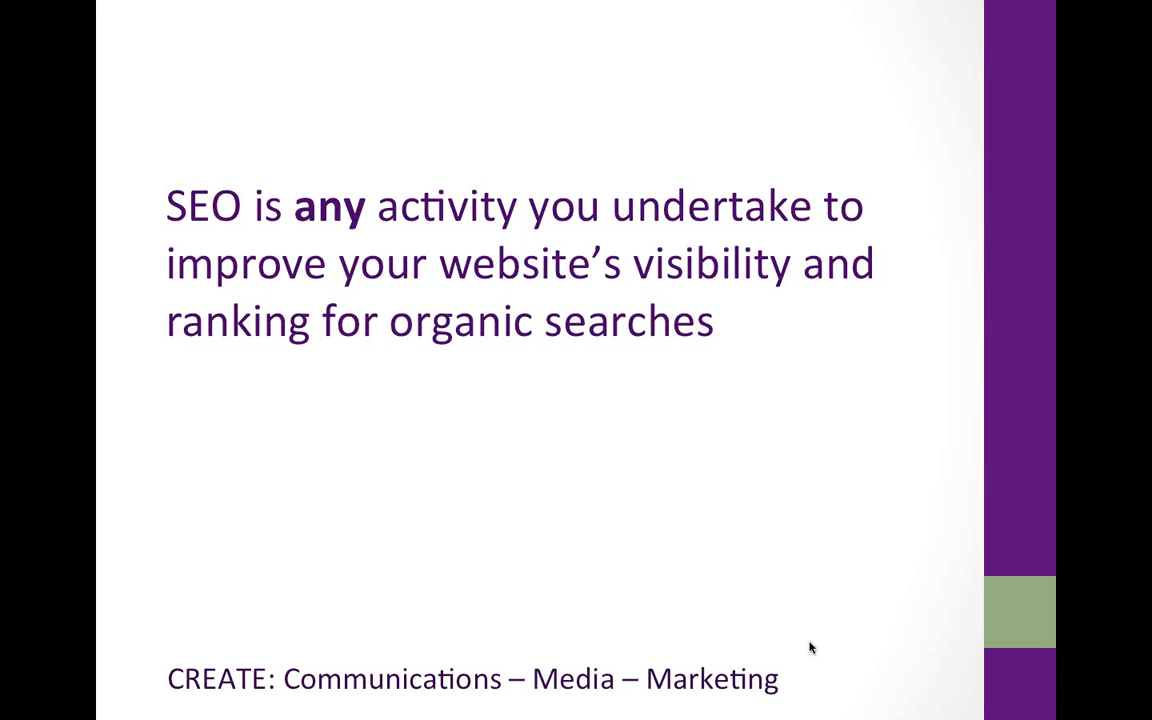 SEO is any activity you undertake to
improve your website’s visibility and
ranking for organic searches
CREATE: Communications – Media – Marketing